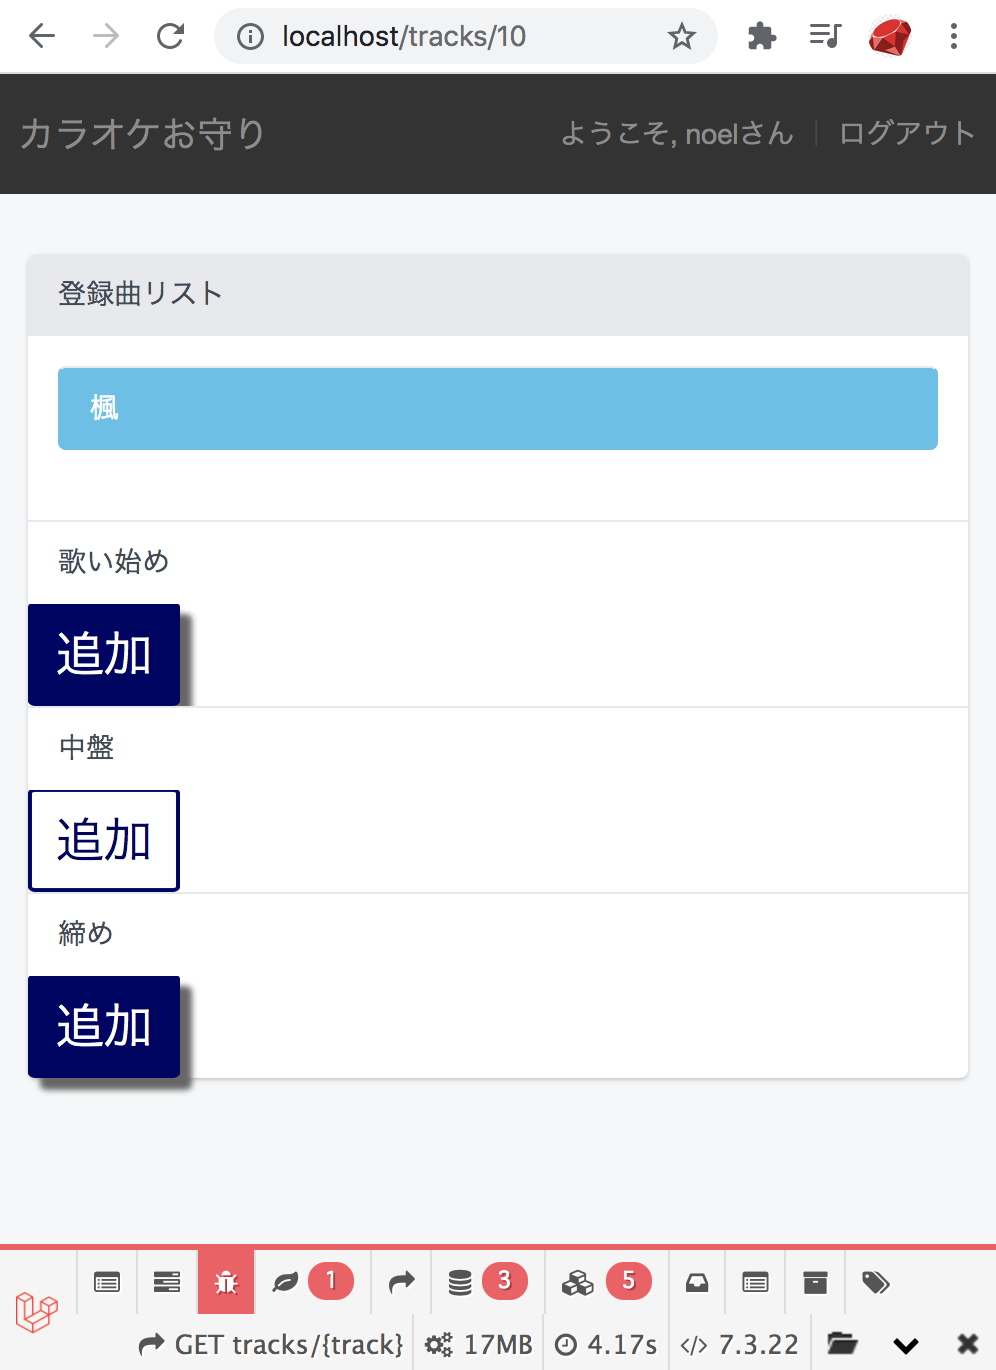 localhost/tracks/10
カラオケお守り
ようこそ, noelさん
ログアウト
登録曲リスト
楓
歌い始め
追加
中盤
追加
締め
追加
1
3
5
GET tracks/{track}
17MB
4.17s
7.3.22